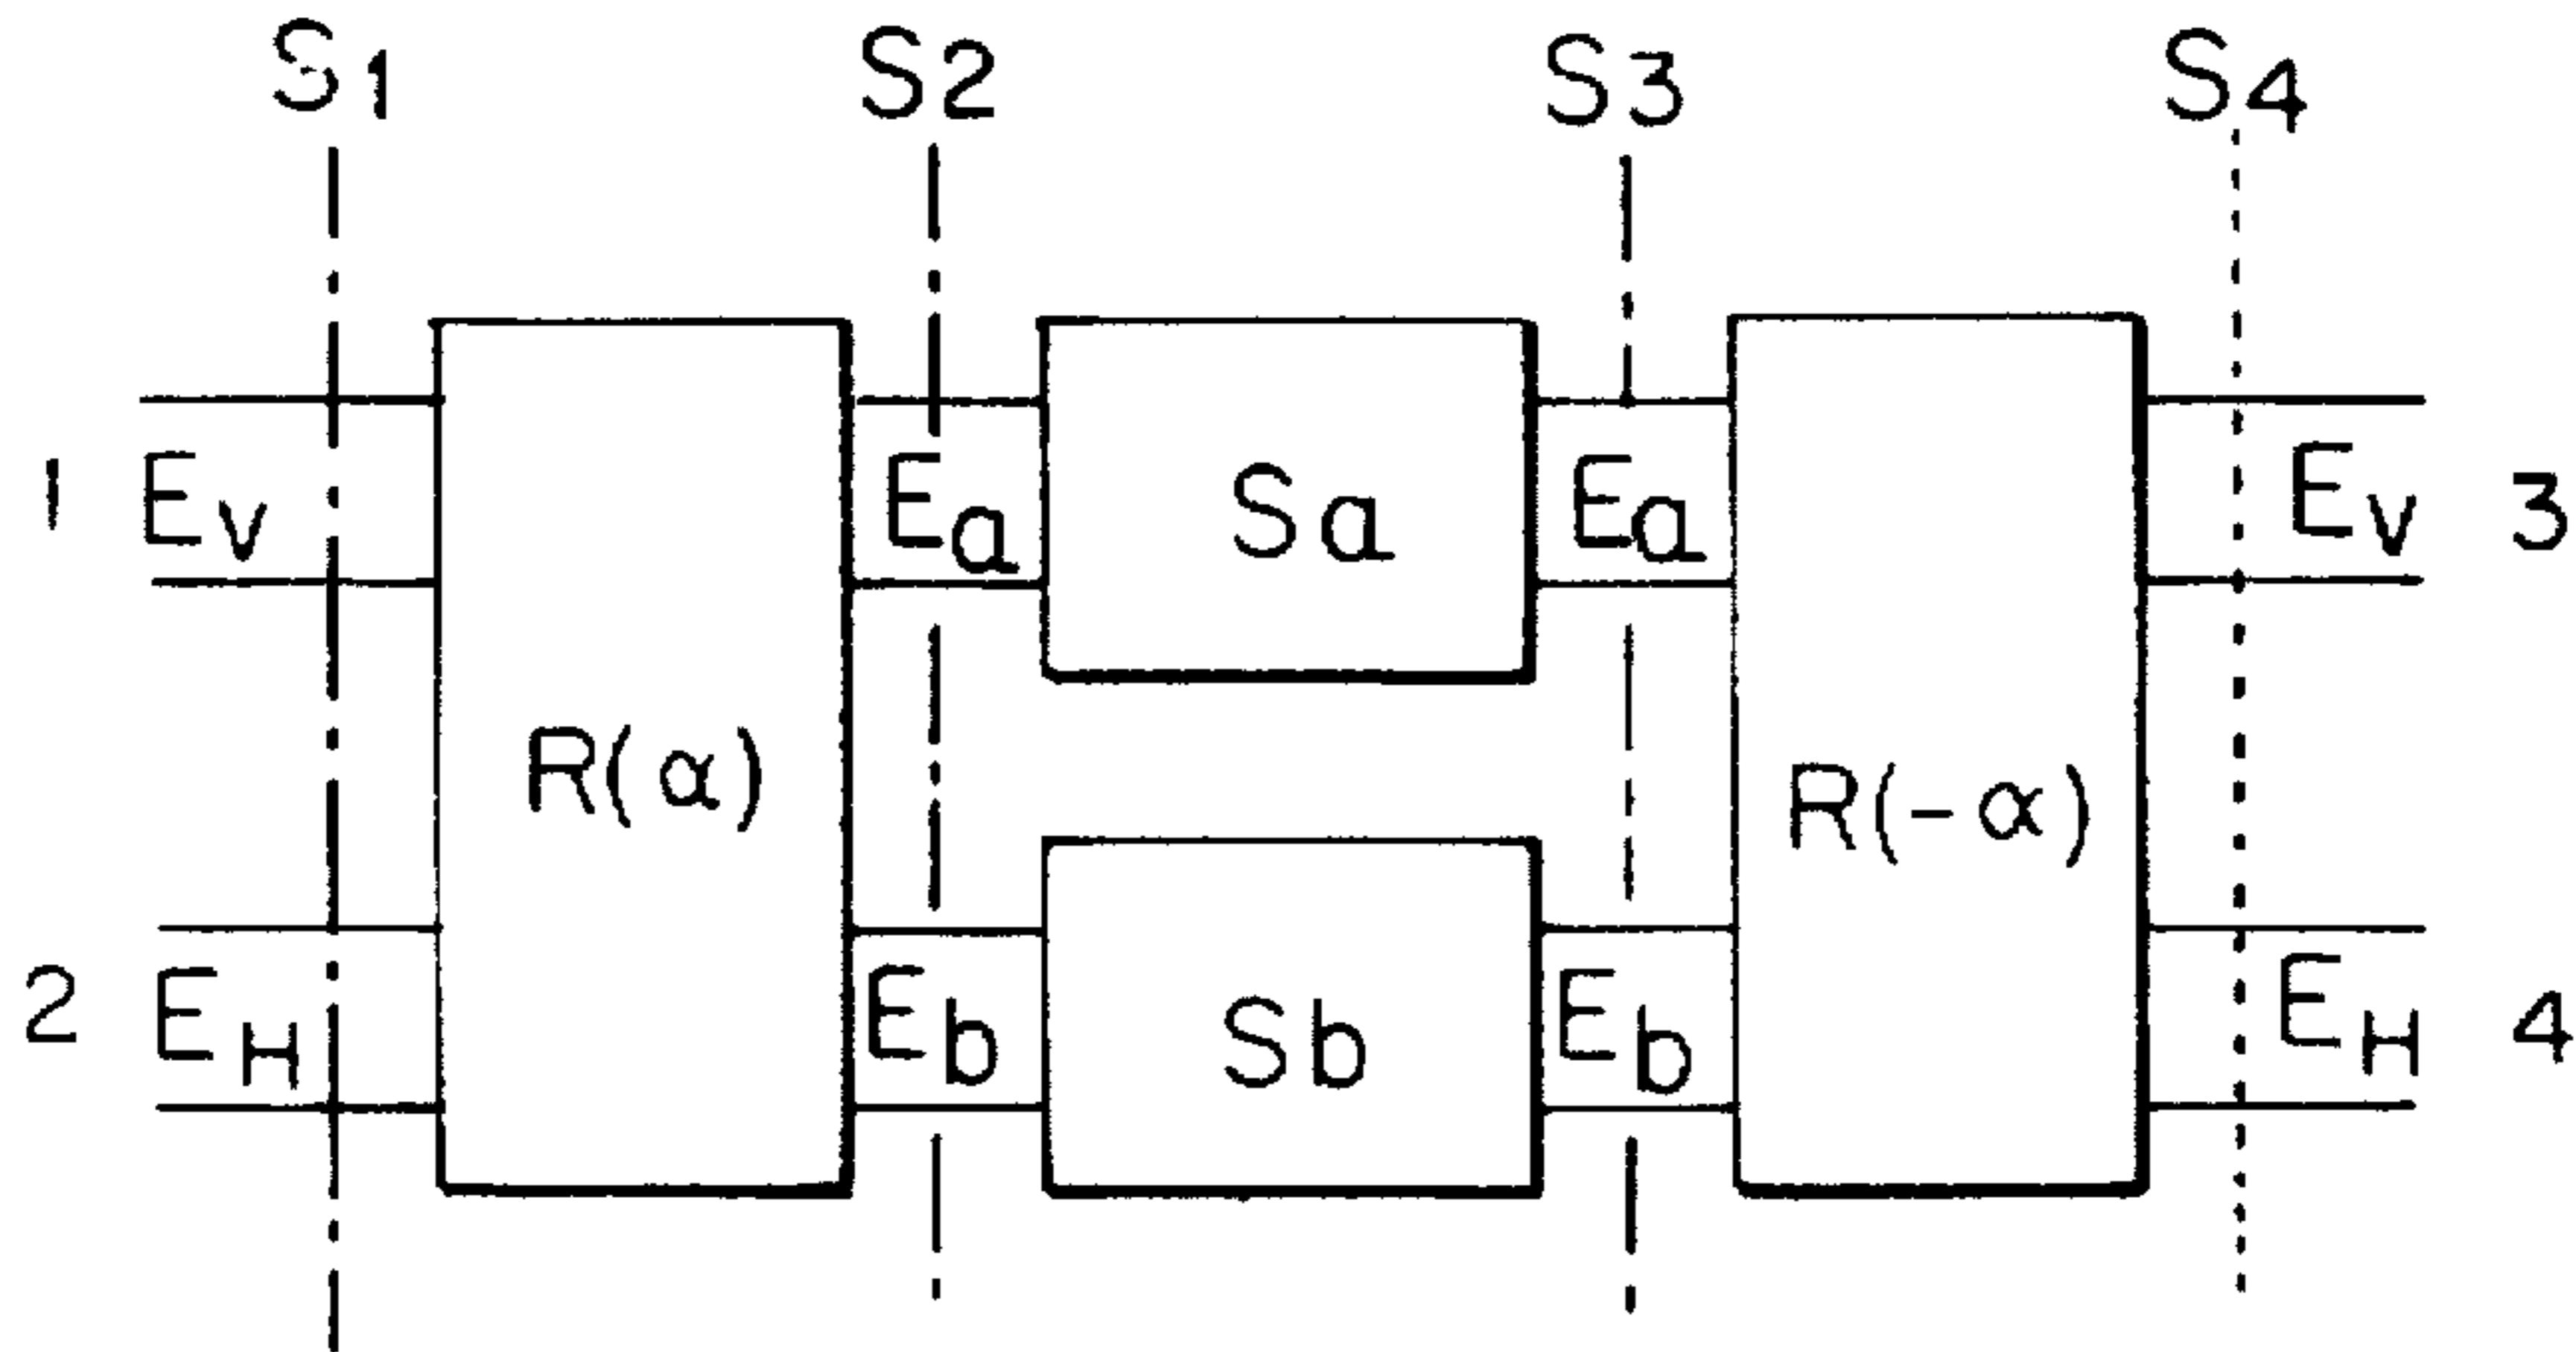 S1 S2 S3 S4
1 Ev Ea Sa Ea Ev 3
R(α) R(-α)
2 EH Eb Sb Eb EH 4